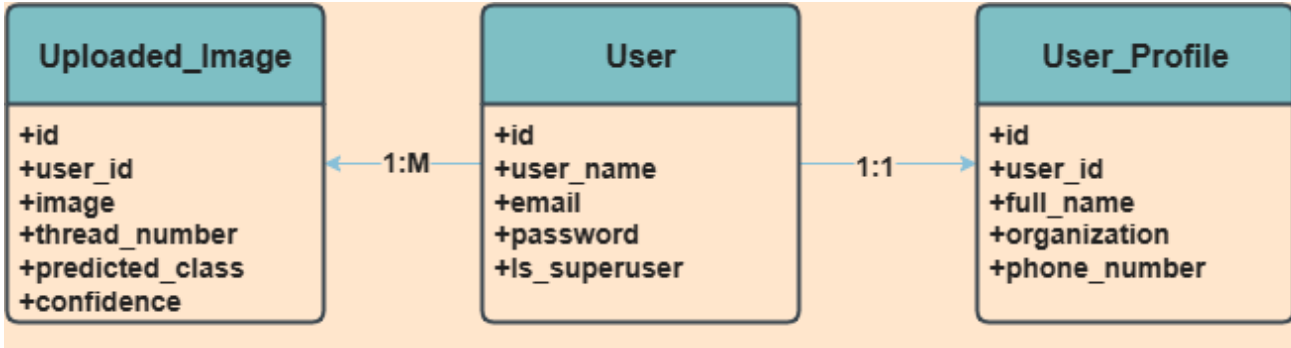 Uploaded_Image
+id
+user_id
+image
+thread_number
+predicted_class
+confidence
1:M
User
+id
+user_name
+email
+password
+Is_superuser
1:1
User_Profile
+id
+user_id
+full_name
+organization
+phone_number